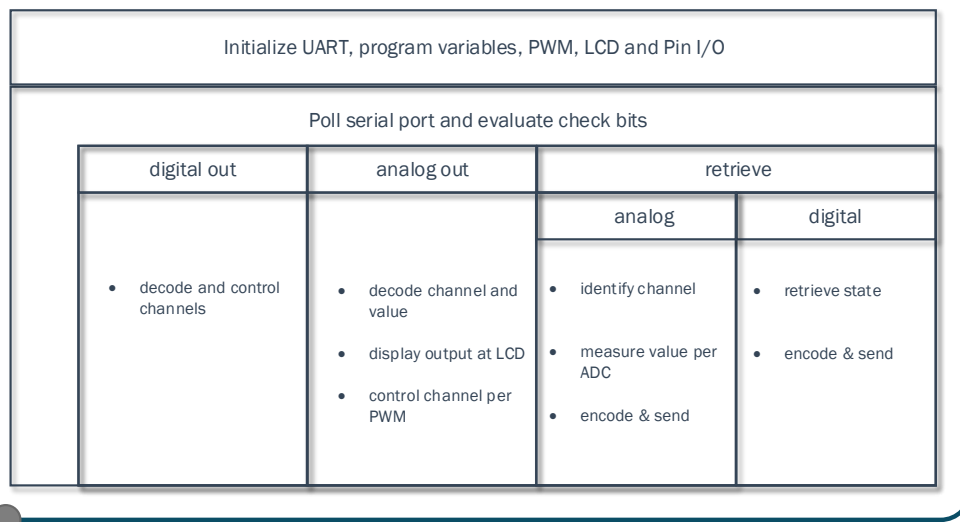 Initialize UART, program variables, PWM, LCD and Pin I/O
Poll serial port and evaluate check bits
digital out
analog out
retrieve
analog
digital
• decode and control
channels
• decode channel and
value
• display output at LCD
• control channel per
PWM
• identify channel
• measure value per
ADC
• encode & send
• retrieve state
• encode & send